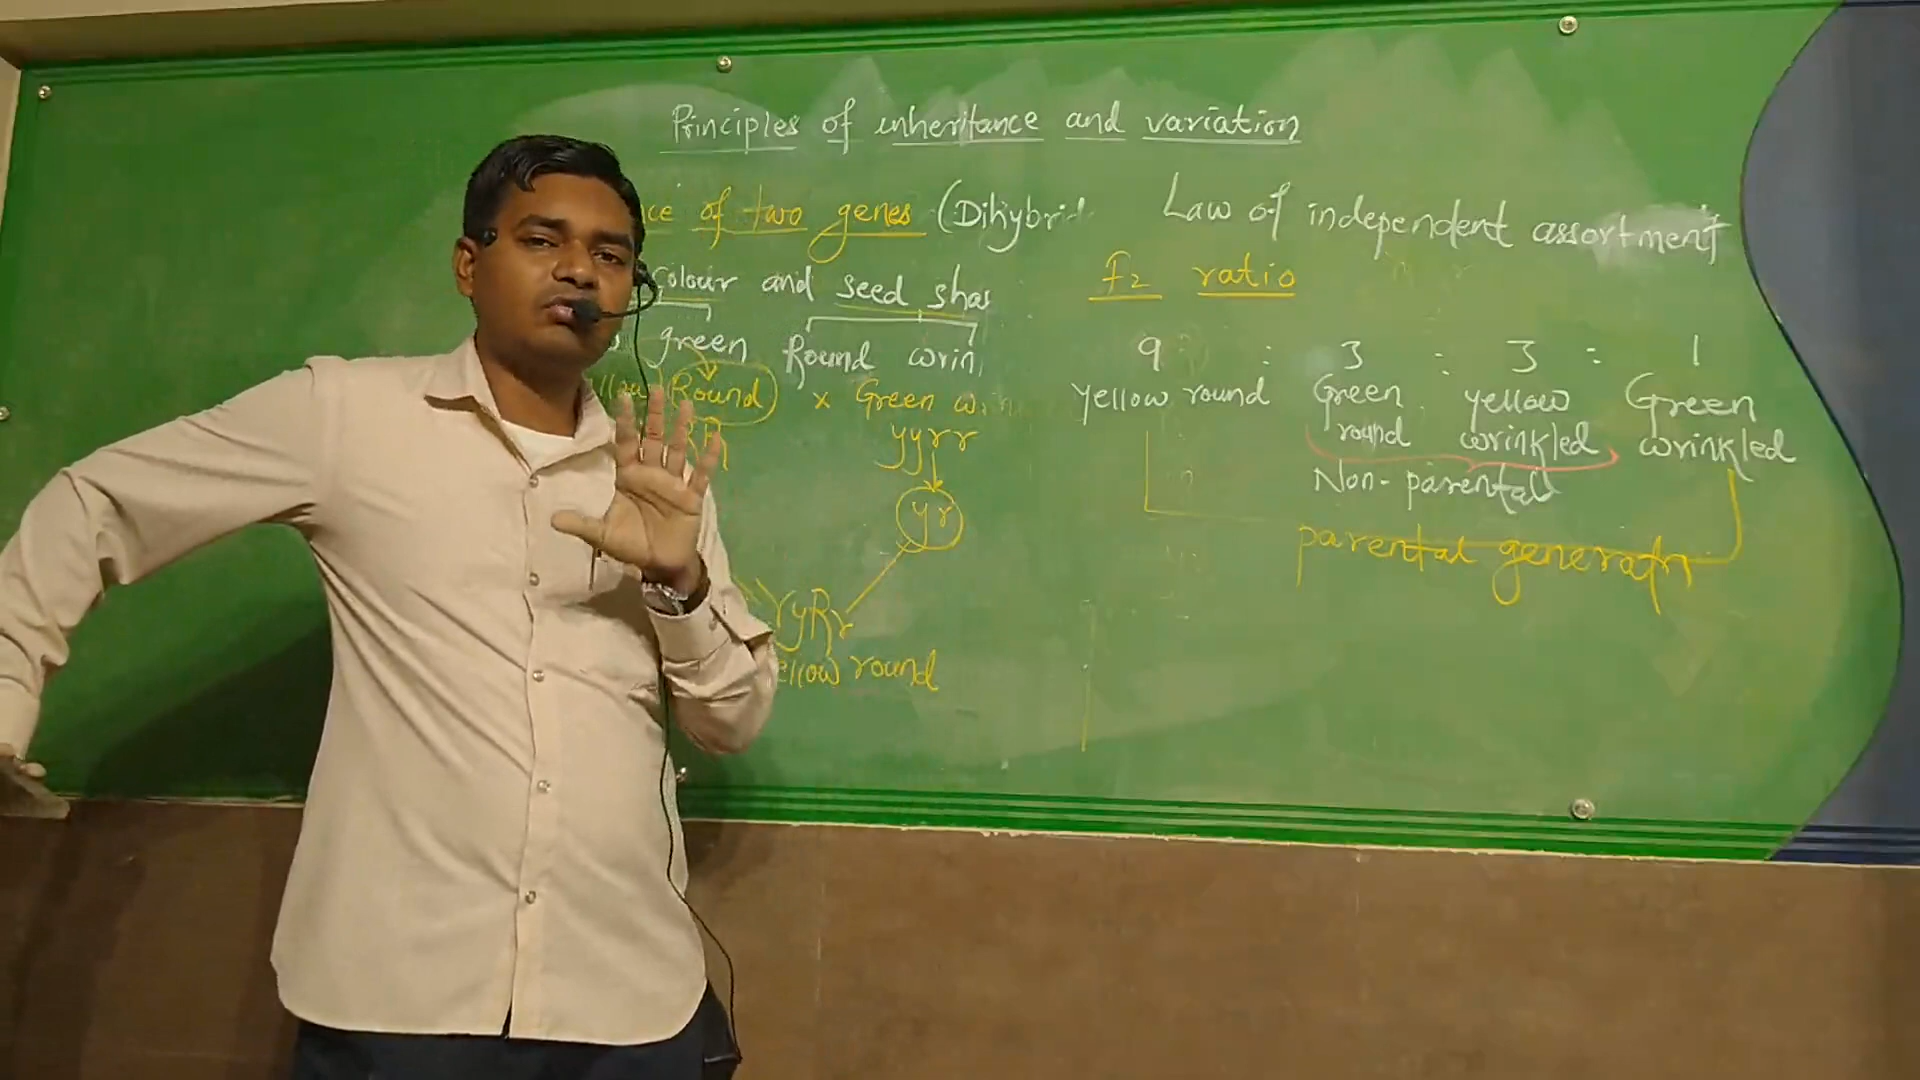 Principles of inheritance and variation
of two genes (Dihybrid
colour and seed sha
green Round wrin
Round x Green
yyrr
yr
YyRr
ellow round
Law of independent assortment
F2 ratio
9 : 3 : 3 : 1
yellow round Green yellow Green
round wrinkled wrinkled
Non-parental
parental generatn